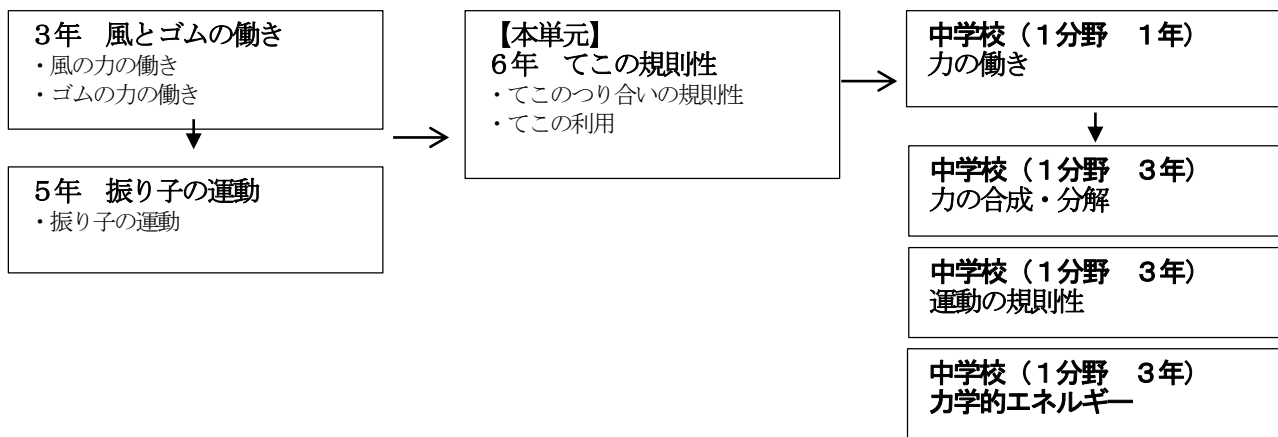 ３年　風とゴムの働き
・風の力の働き
・ゴムの力の働き
５年　振り子の運動
・振り子の運動
【本単元】
６年　てこの規則性
・てこのつり合いの規則性
・てこの利用
中学校（１分野　１年）
力の働き
中学校（１分野　３年）
力の合成・分解
中学校（１分野　３年）
運動の規則性
中学校（１分野　３年）
力学的エネルギー